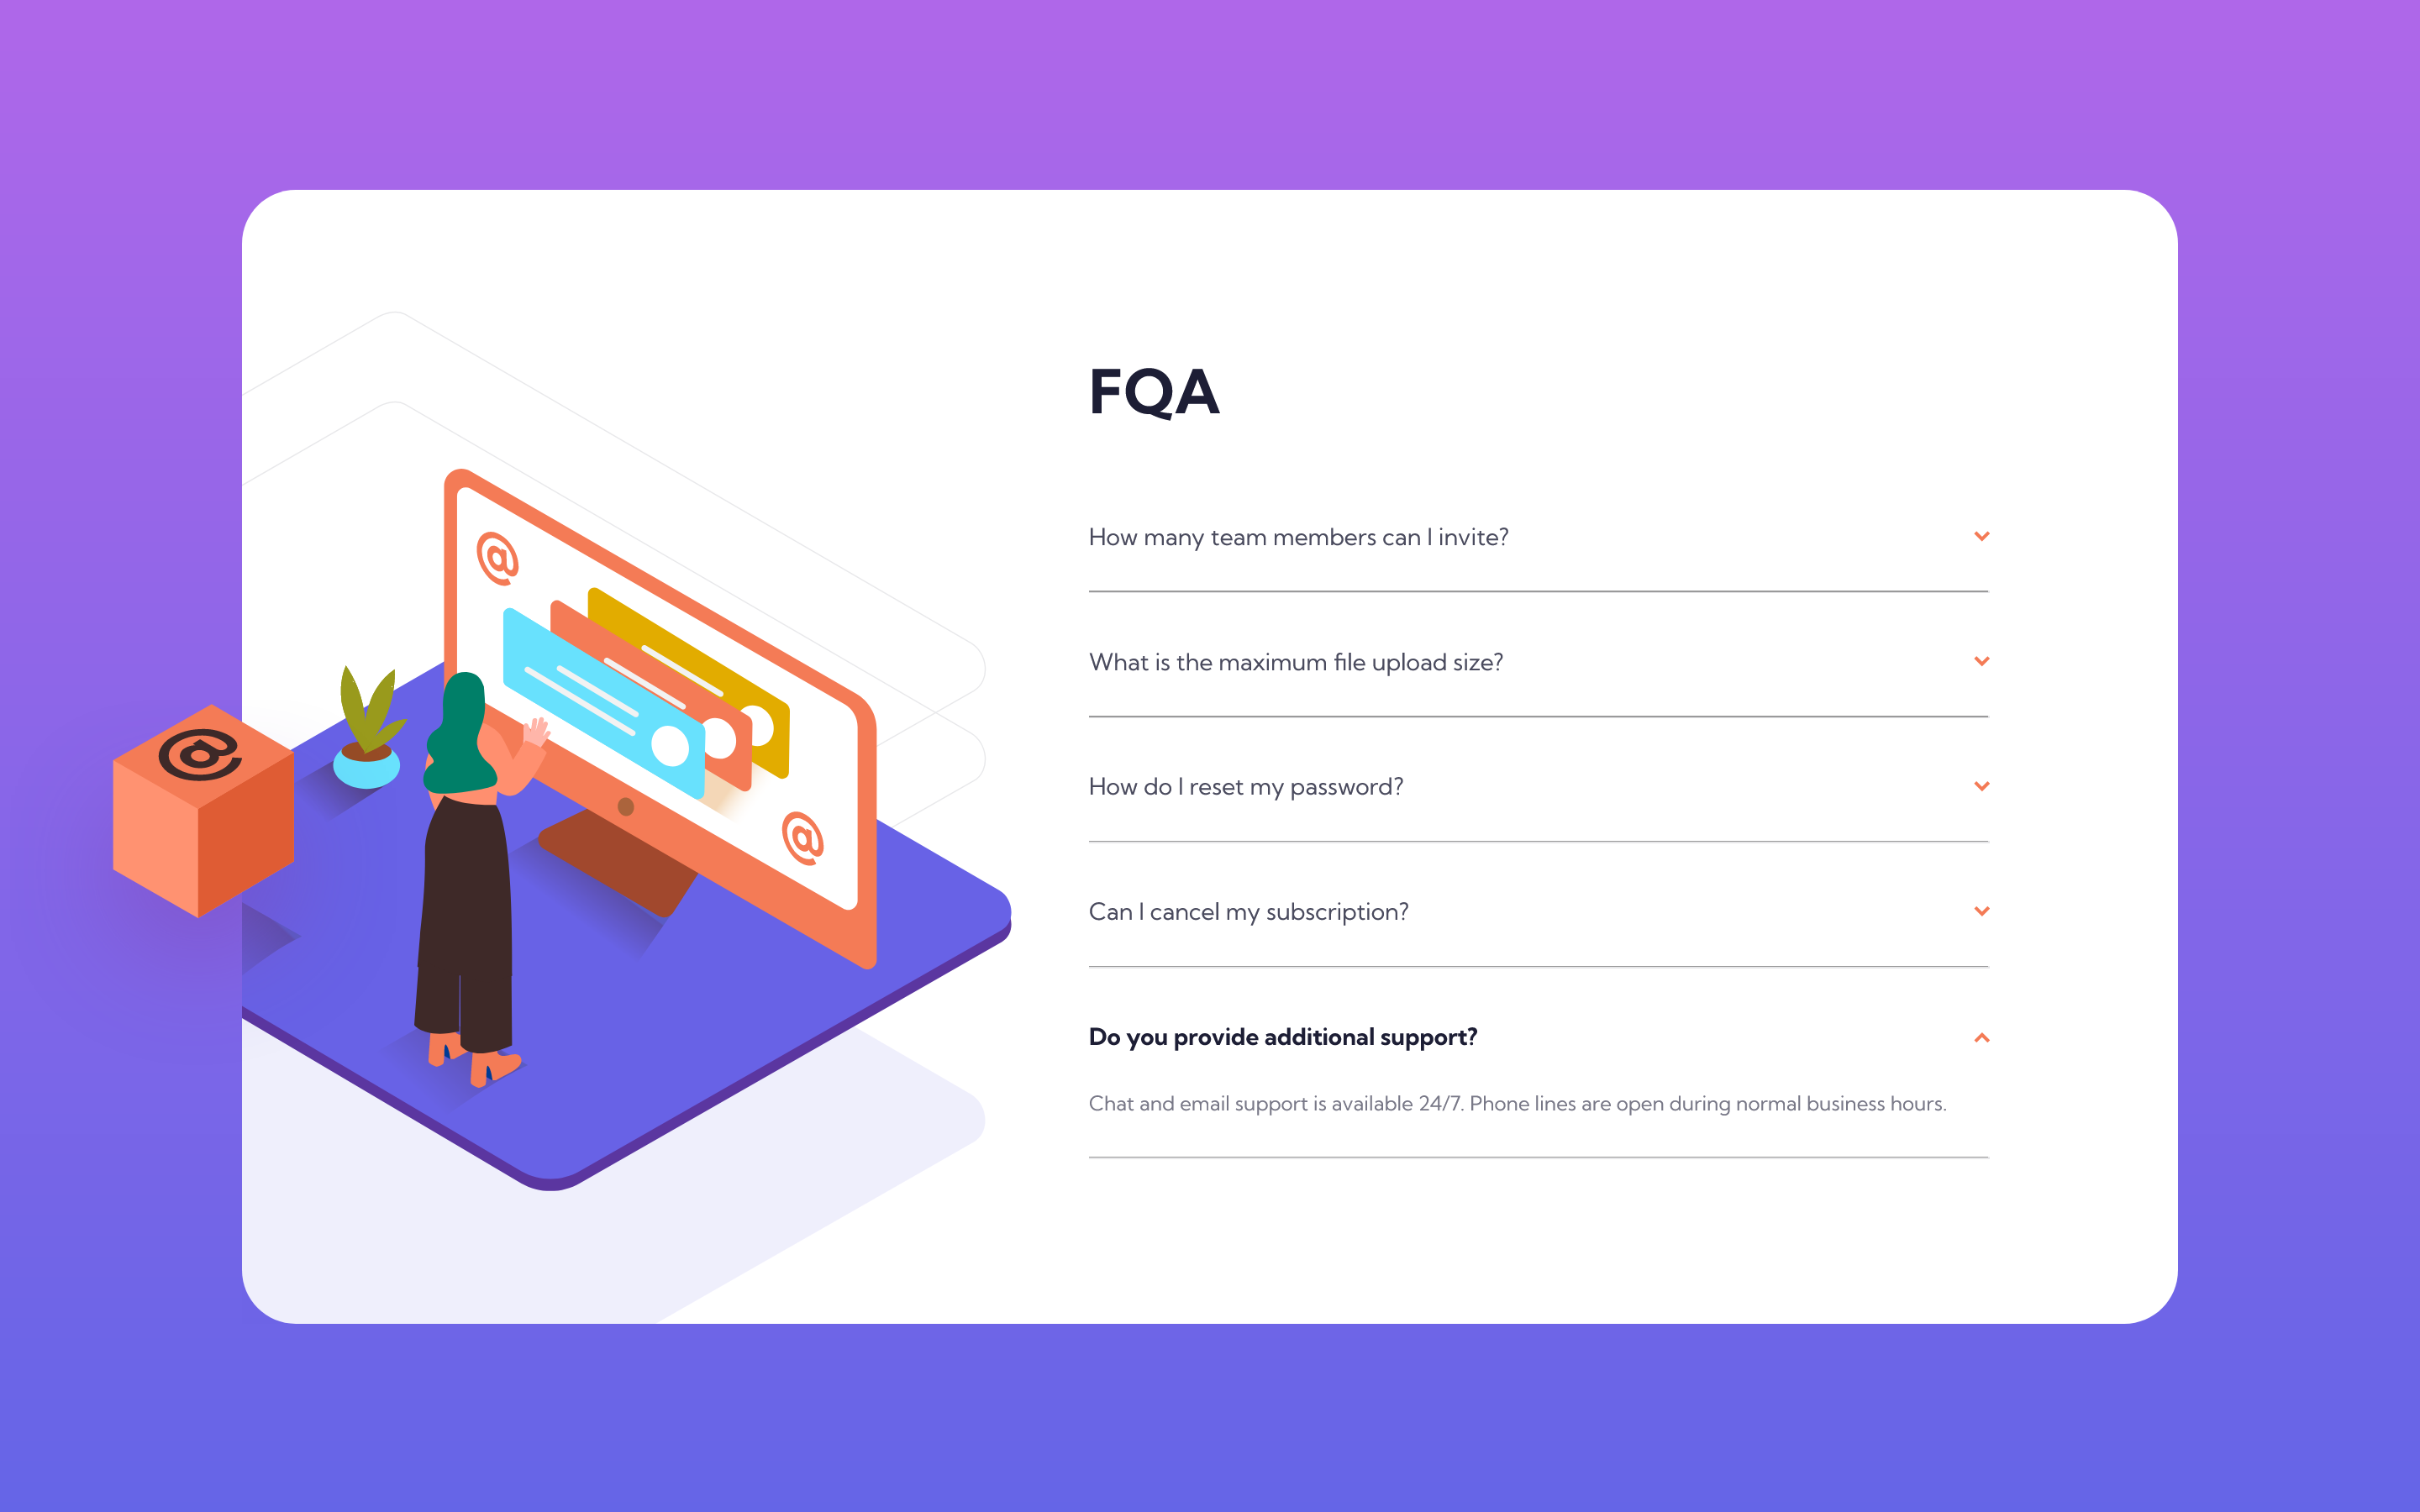 FQA
How many team members can I invite?
What is the maximum file upload size?
How do I reset my password?
Can I cancel my subscription?
Do you provide additional support?
Chat and email support is available 24/7. Phone lines are open during normal business hours.
@
@
@